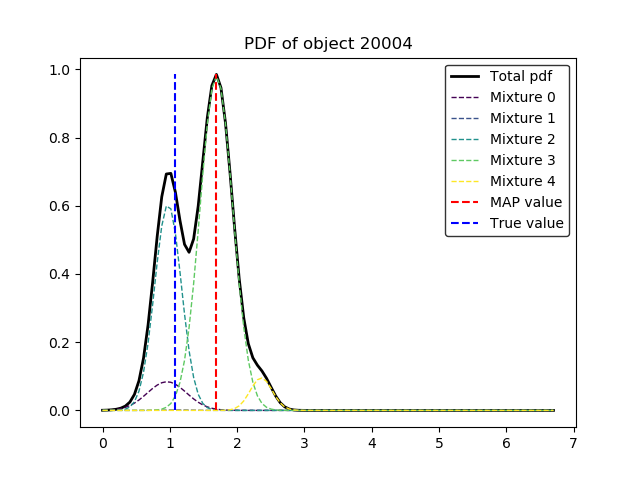 PDF of object 20004
1.0
0.8
0.6
0.4
0.2
0.0
0 1 2 3 4 5 6 7
Total pdf
Mixture 0
Mixture 1
Mixture 2
Mixture 3
Mixture 4
MAP value
True value